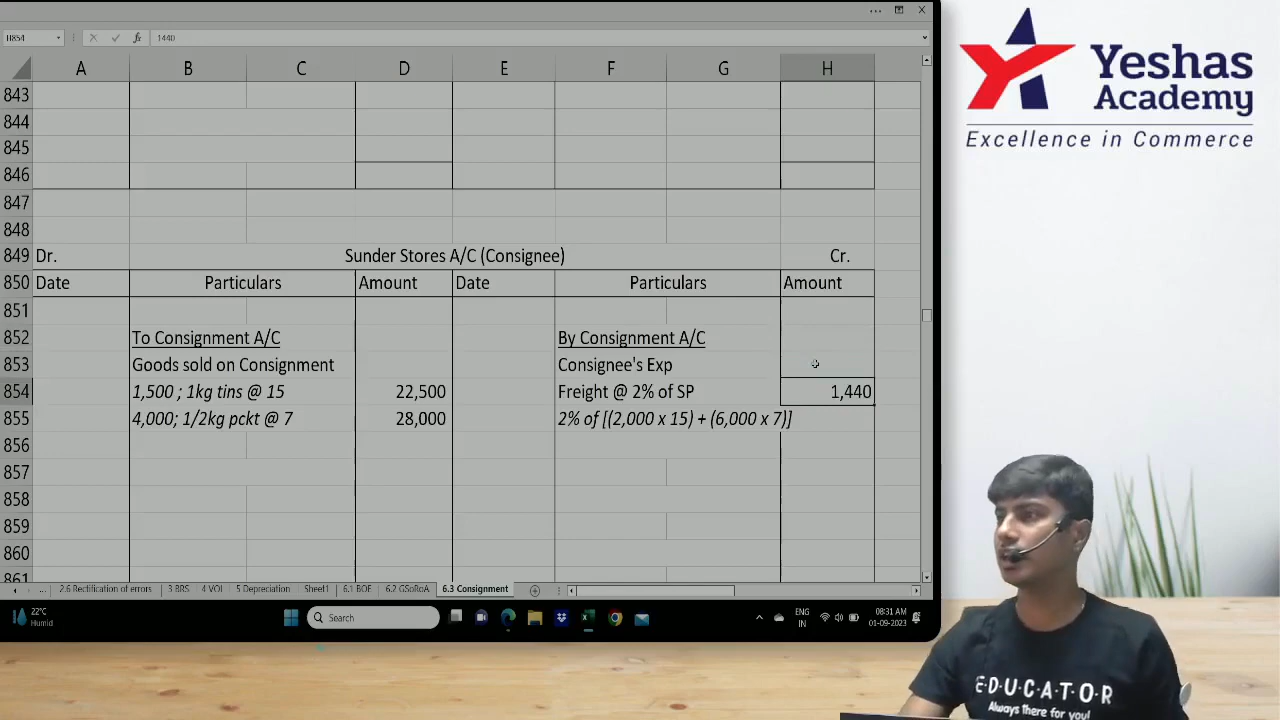 H854
fx
1440
A B C D E F G H
843
844
845
846
847
848
849 Dr. Sunder Stores A/C (Consignee) Cr.
850 Date Particulars Amount Date Particulars Amount
851
852 To Consignment A/C By Consignment A/C
853 Goods sold on Consignment Consignee's Exp
854 1,500 ; 1kg tins @ 15 22,500 Freight @ 2% of SP 1,440
855 4,000; 1/2kg pckt @ 7 28,000 2% of [(2,000 x 15) + (6,000 x 7)]
856
857
858
859
860
861
... 2.6 Rectification of errors 3 BRS 4 VOI 5 Depreciation Sheet1 6.1 BOE 6.2 GSoRoA 6.3 Consignment
22°C
Humid
Search
ENG
IN
08:31 AM
01-09-2023
Yeshas
Academy
Excellence in Commerce
E·D·U·C·A·T·O·R
Always There for you!